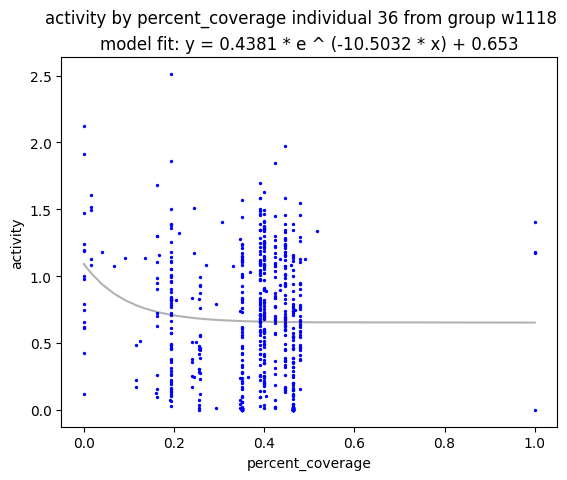 activity by percent_coverage individual 36 from group w1118
model fit: y = 0.4381 * e ^ (-10.5032 * x) + 0.653
2.5
2.0
1.5
1.0
0.5
0.0
activity
0.0 0.2 0.4 0.6 0.8 1.0
percent_coverage